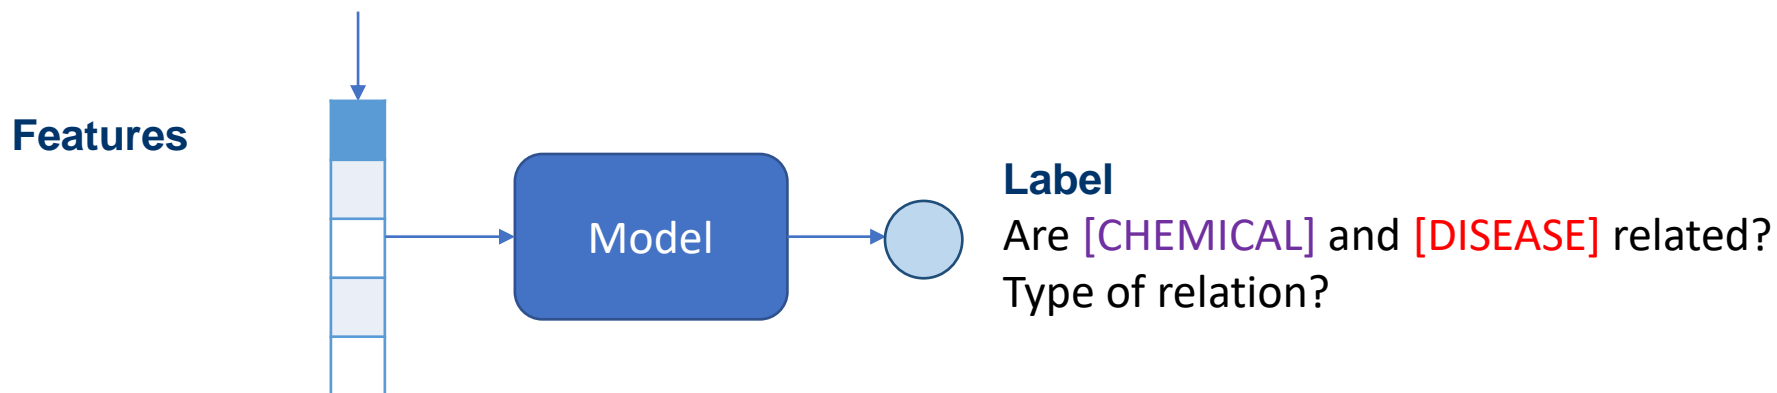 Features
Model
Label
Are [CHEMICAL] and [DISEASE] related?
Type of relation?